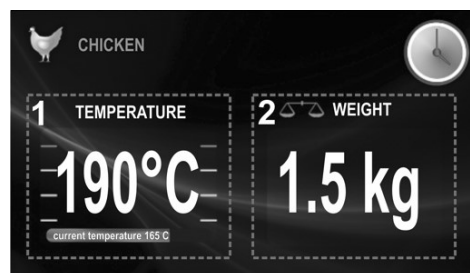 CHICKEN
1 TEMPERATURE
190°C
current temperature 165 C
2 WEIGHT
1.5 kg